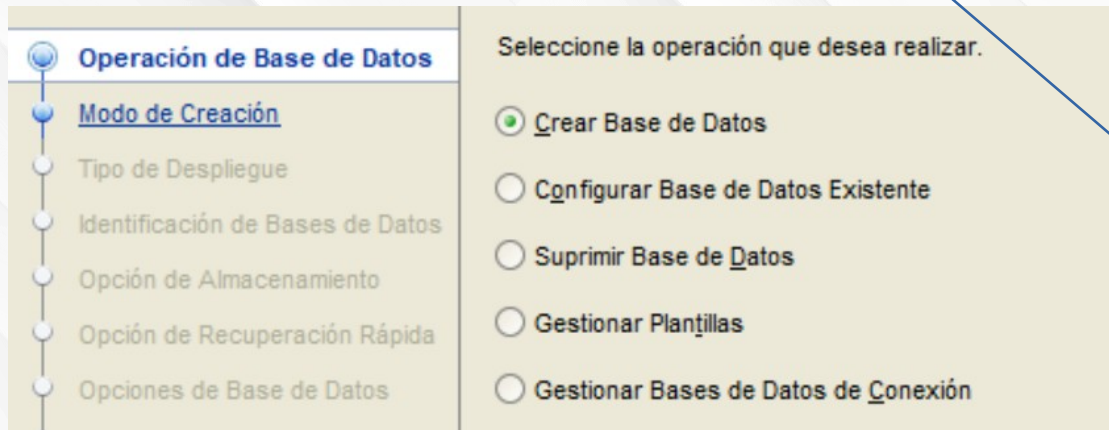 Operación de Base de Datos
Modo de Creación
Tipo de Despliegue
Identificación de Bases de Datos
Opción de Almacenamiento
Opción de Recuperación Rápida
Opciones de Base de Datos
Seleccione la operación que desea realizar.
Crear Base de Datos
Configurar Base de Datos Existente
Suprimir Base de Datos
Gestionar Plantillas
Gestionar Bases de Datos de Conexión